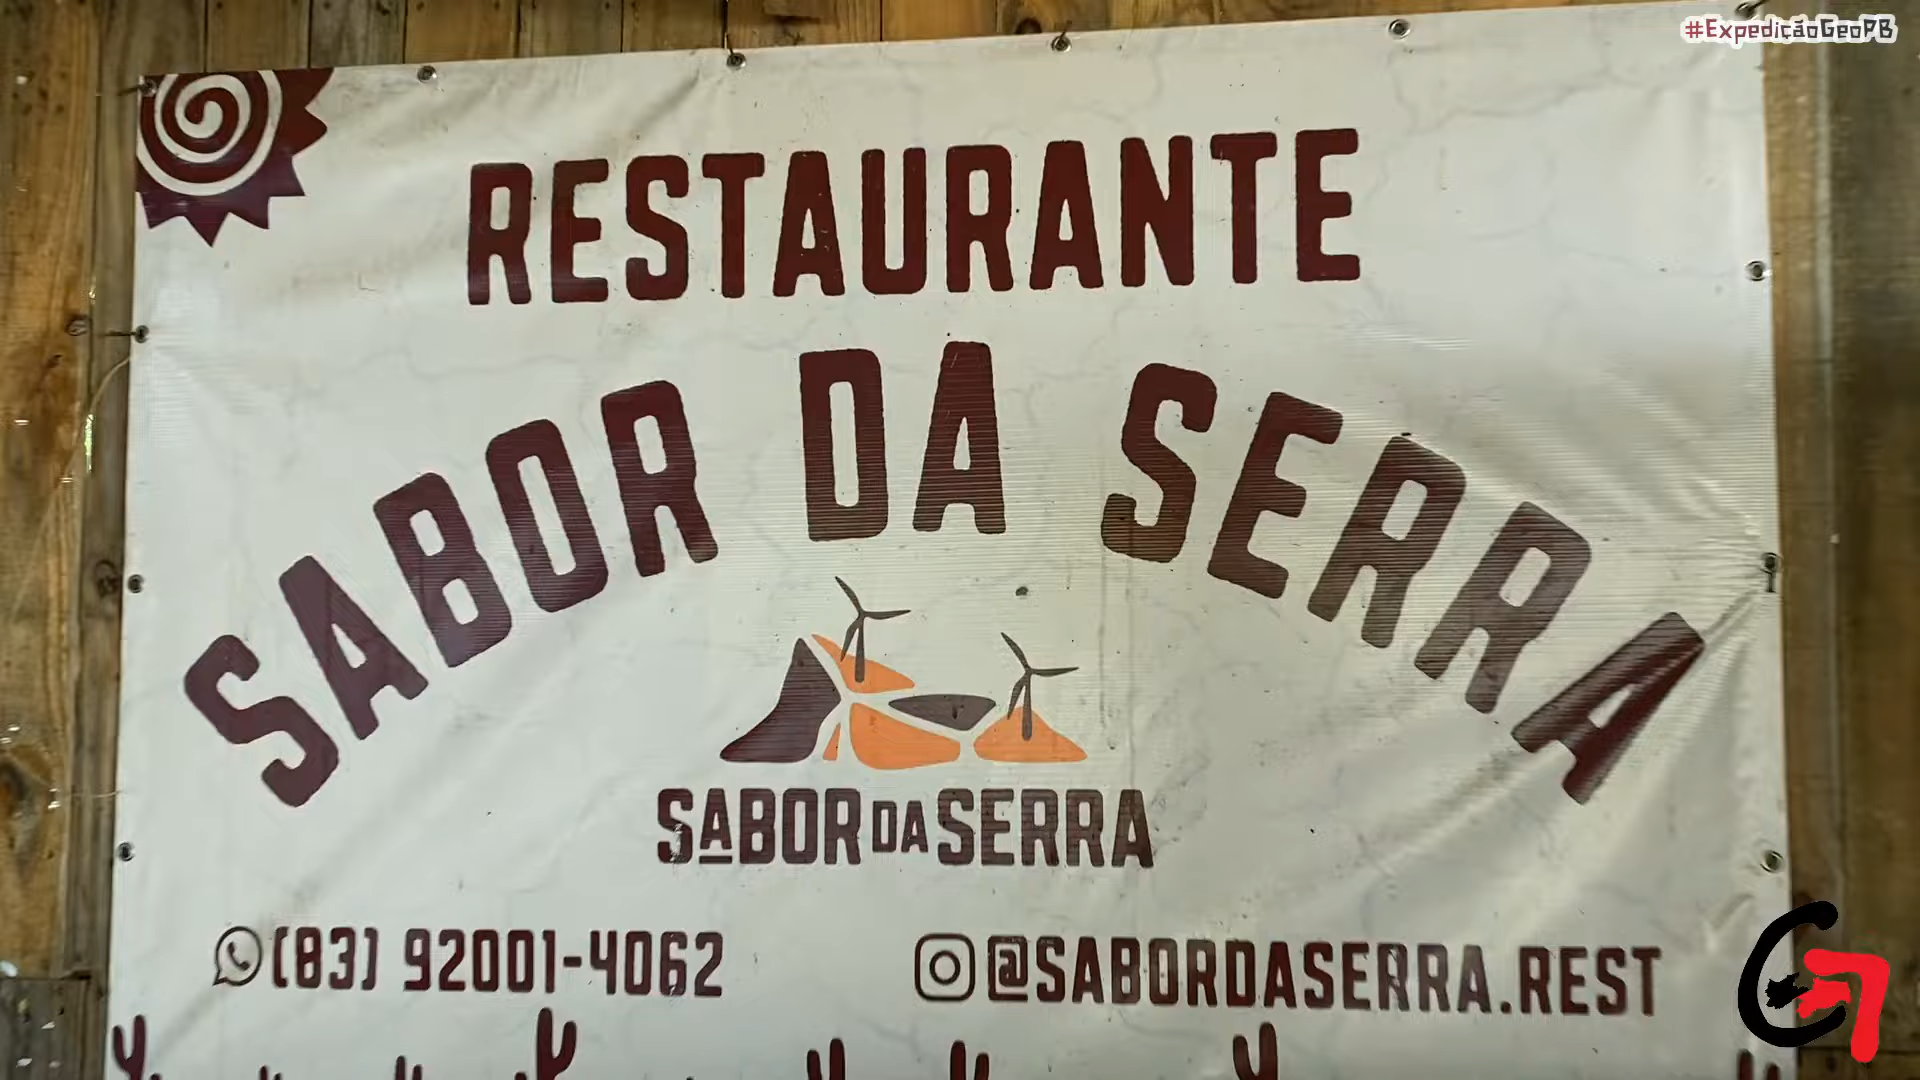 #ExpediçãoGeoPB
RESTAURANTE
SABOR DA SERRA
SABOR DA SERRA
(83) 92001-4062
@SABORDASERRA.REST